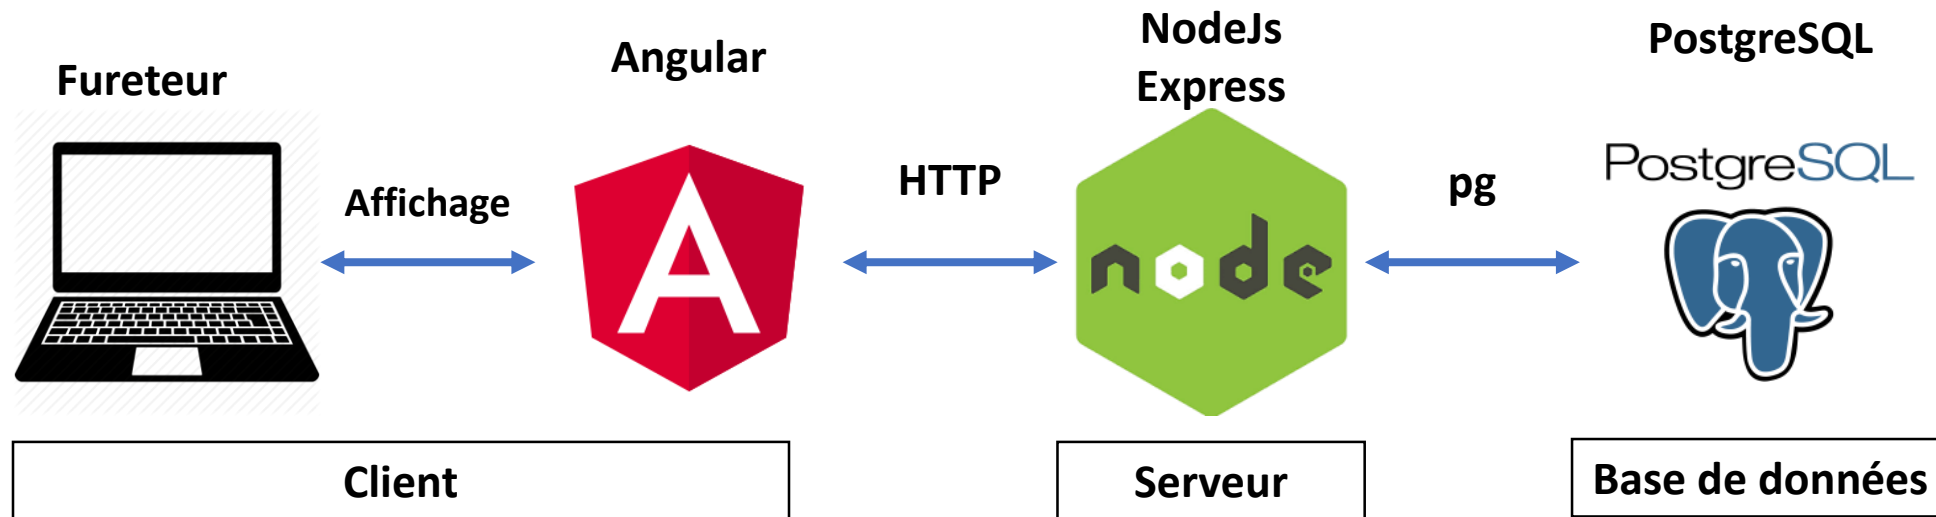 Fureteur
Affichage
Angular
HTTP
NodeJs
Express
node
pg
PostgreSQL
PostgreSQL
Client
Serveur
Base de données